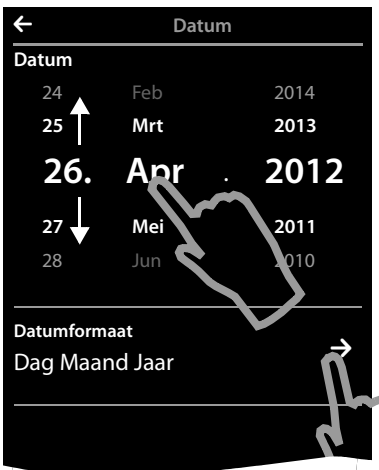 Datum
Datum
24 Feb 2014
25 Mrt 2013
26. Apr . 2012
27 Mei 2011
28 Jun 2010
Datumformaat
Dag Maand Jaar